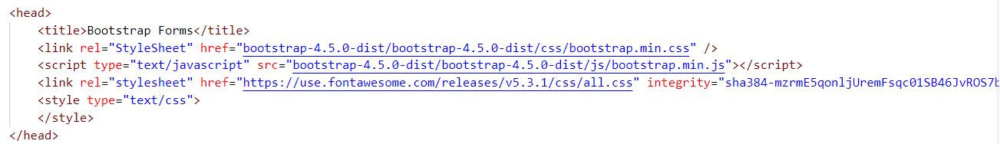 <head>
<title>Bootstrap Forms</title>
<link rel="StyleSheet" href="bootstrap-4.5.0-dist/bootstrap-4.5.0-dist/css/bootstrap.min.css" />
<script type="text/javascript" src="bootstrap-4.5.0-dist/bootstrap-4.5.0-dist/js/bootstrap.min.js"></script>
<link rel="stylesheet" href="https://use.fontawesome.com/releases/v5.3.1/css/all.css" integrity="sha384-mzrmE5qonljUremFsqc01SB46JvROS7b
<style type="text/css">
</style>
</head>